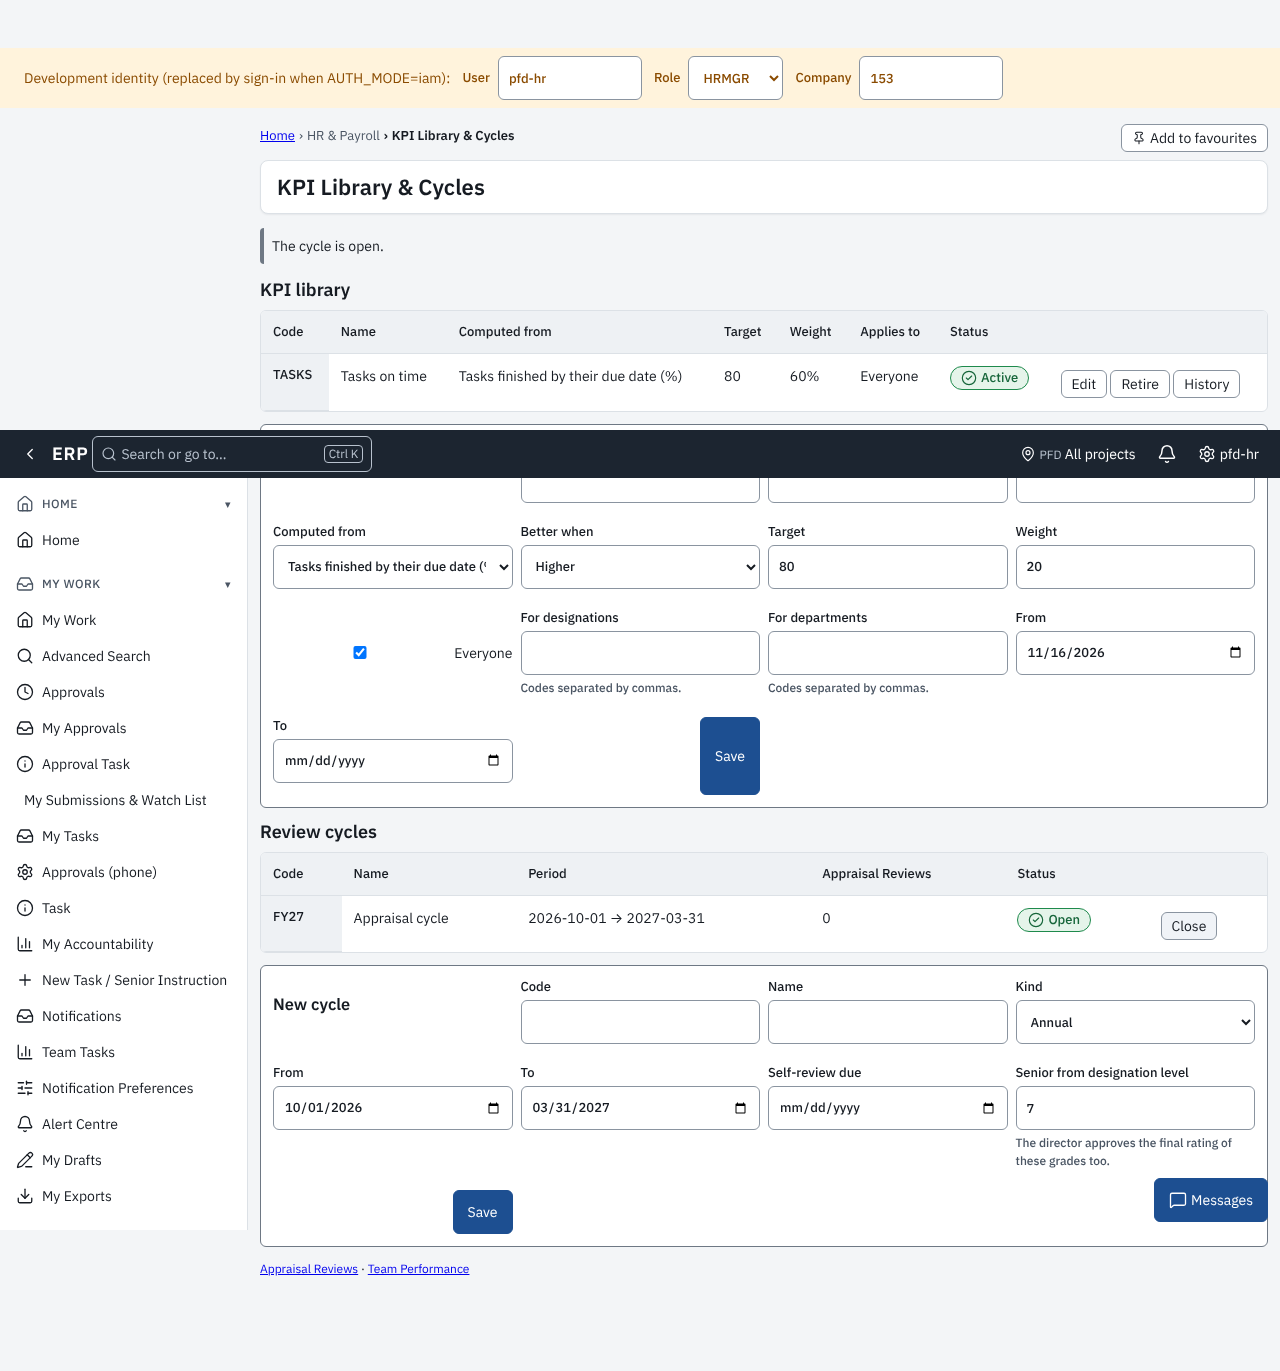 Development identity (replaced by sign-in when AUTH_MODE=iam): User pfd-hr Role HRMGR Company 153
Home › HR & Payroll › KPI Library & Cycles
Add to favourites
KPI Library & Cycles
The cycle is open.
KPI library
Code Name Computed from Target Weight Applies to Status
TASKS Tasks on time Tasks finished by their due date (%) 80 60% Everyone Active Edit Retire History
ERP Search or go to... Ctrl K PFD All projects pfd-hr
HOME
Home
MY WORK
My Work
Advanced Search
Approvals
My Approvals
Approval Task
My Submissions & Watch List
My Tasks
Approvals (phone)
Task
My Accountability
New Task / Senior Instruction
Notifications
Team Tasks
Notification Preferences
Alert Centre
My Drafts
My Exports
Computed from Better when Target Weight
Tasks finished by their due date (% Higher 80 20
For designations For departments From
Everyone 11/16/2026
Codes separated by commas. Codes separated by commas.
To
mm/dd/yyyy Save
Review cycles
Code Name Period Appraisal Reviews Status
FY27 Appraisal cycle 2026-10-01 → 2027-03-31 0 Open Close
New cycle Code Name Kind
Annual
From To Self-review due Senior from designation level
10/01/2026 03/31/2027 mm/dd/yyyy 7
The director approves the final rating of
these grades too.
Save
Messages
Appraisal Reviews · Team Performance